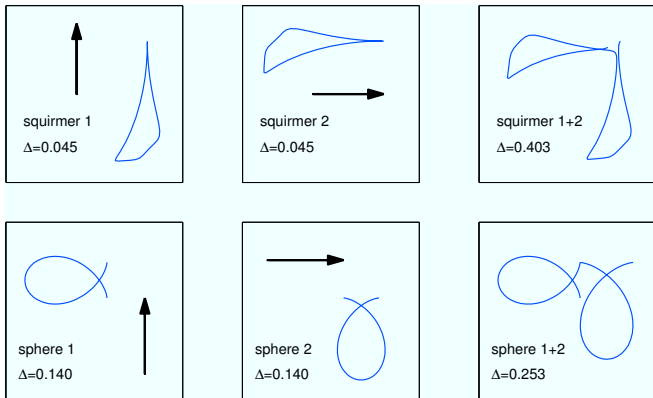 squirmer 1
Δ=0.045
squirmer 2
Δ=0.045
squirmer 1+2
Δ=0.403
sphere 1
Δ=0.140
sphere 2
Δ=0.140
sphere 1+2
Δ=0.253